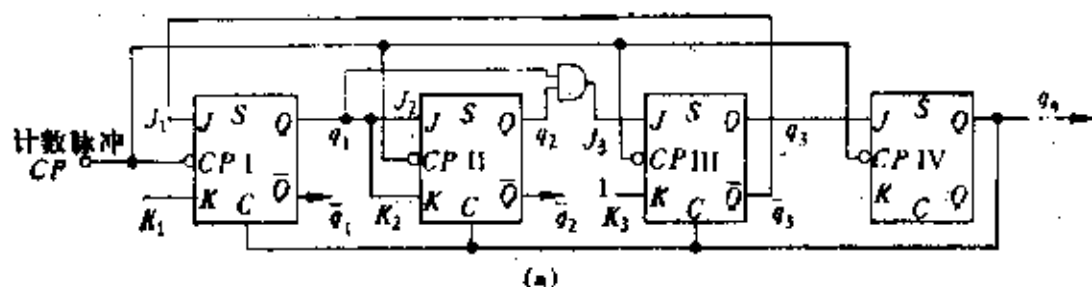 计数脉冲
CP
J₁
J S Q
CP I
K C Q̅
K₁
q₁
q̅₁
J₂
J S Q
CP II
K C Q̅
K₂
q₂
q̅₂
J₃
J S Q
CP III
K C Q̅
1
K₃
q₃
q̅₃
J S
CP IV
K C Q
q₄
(a)